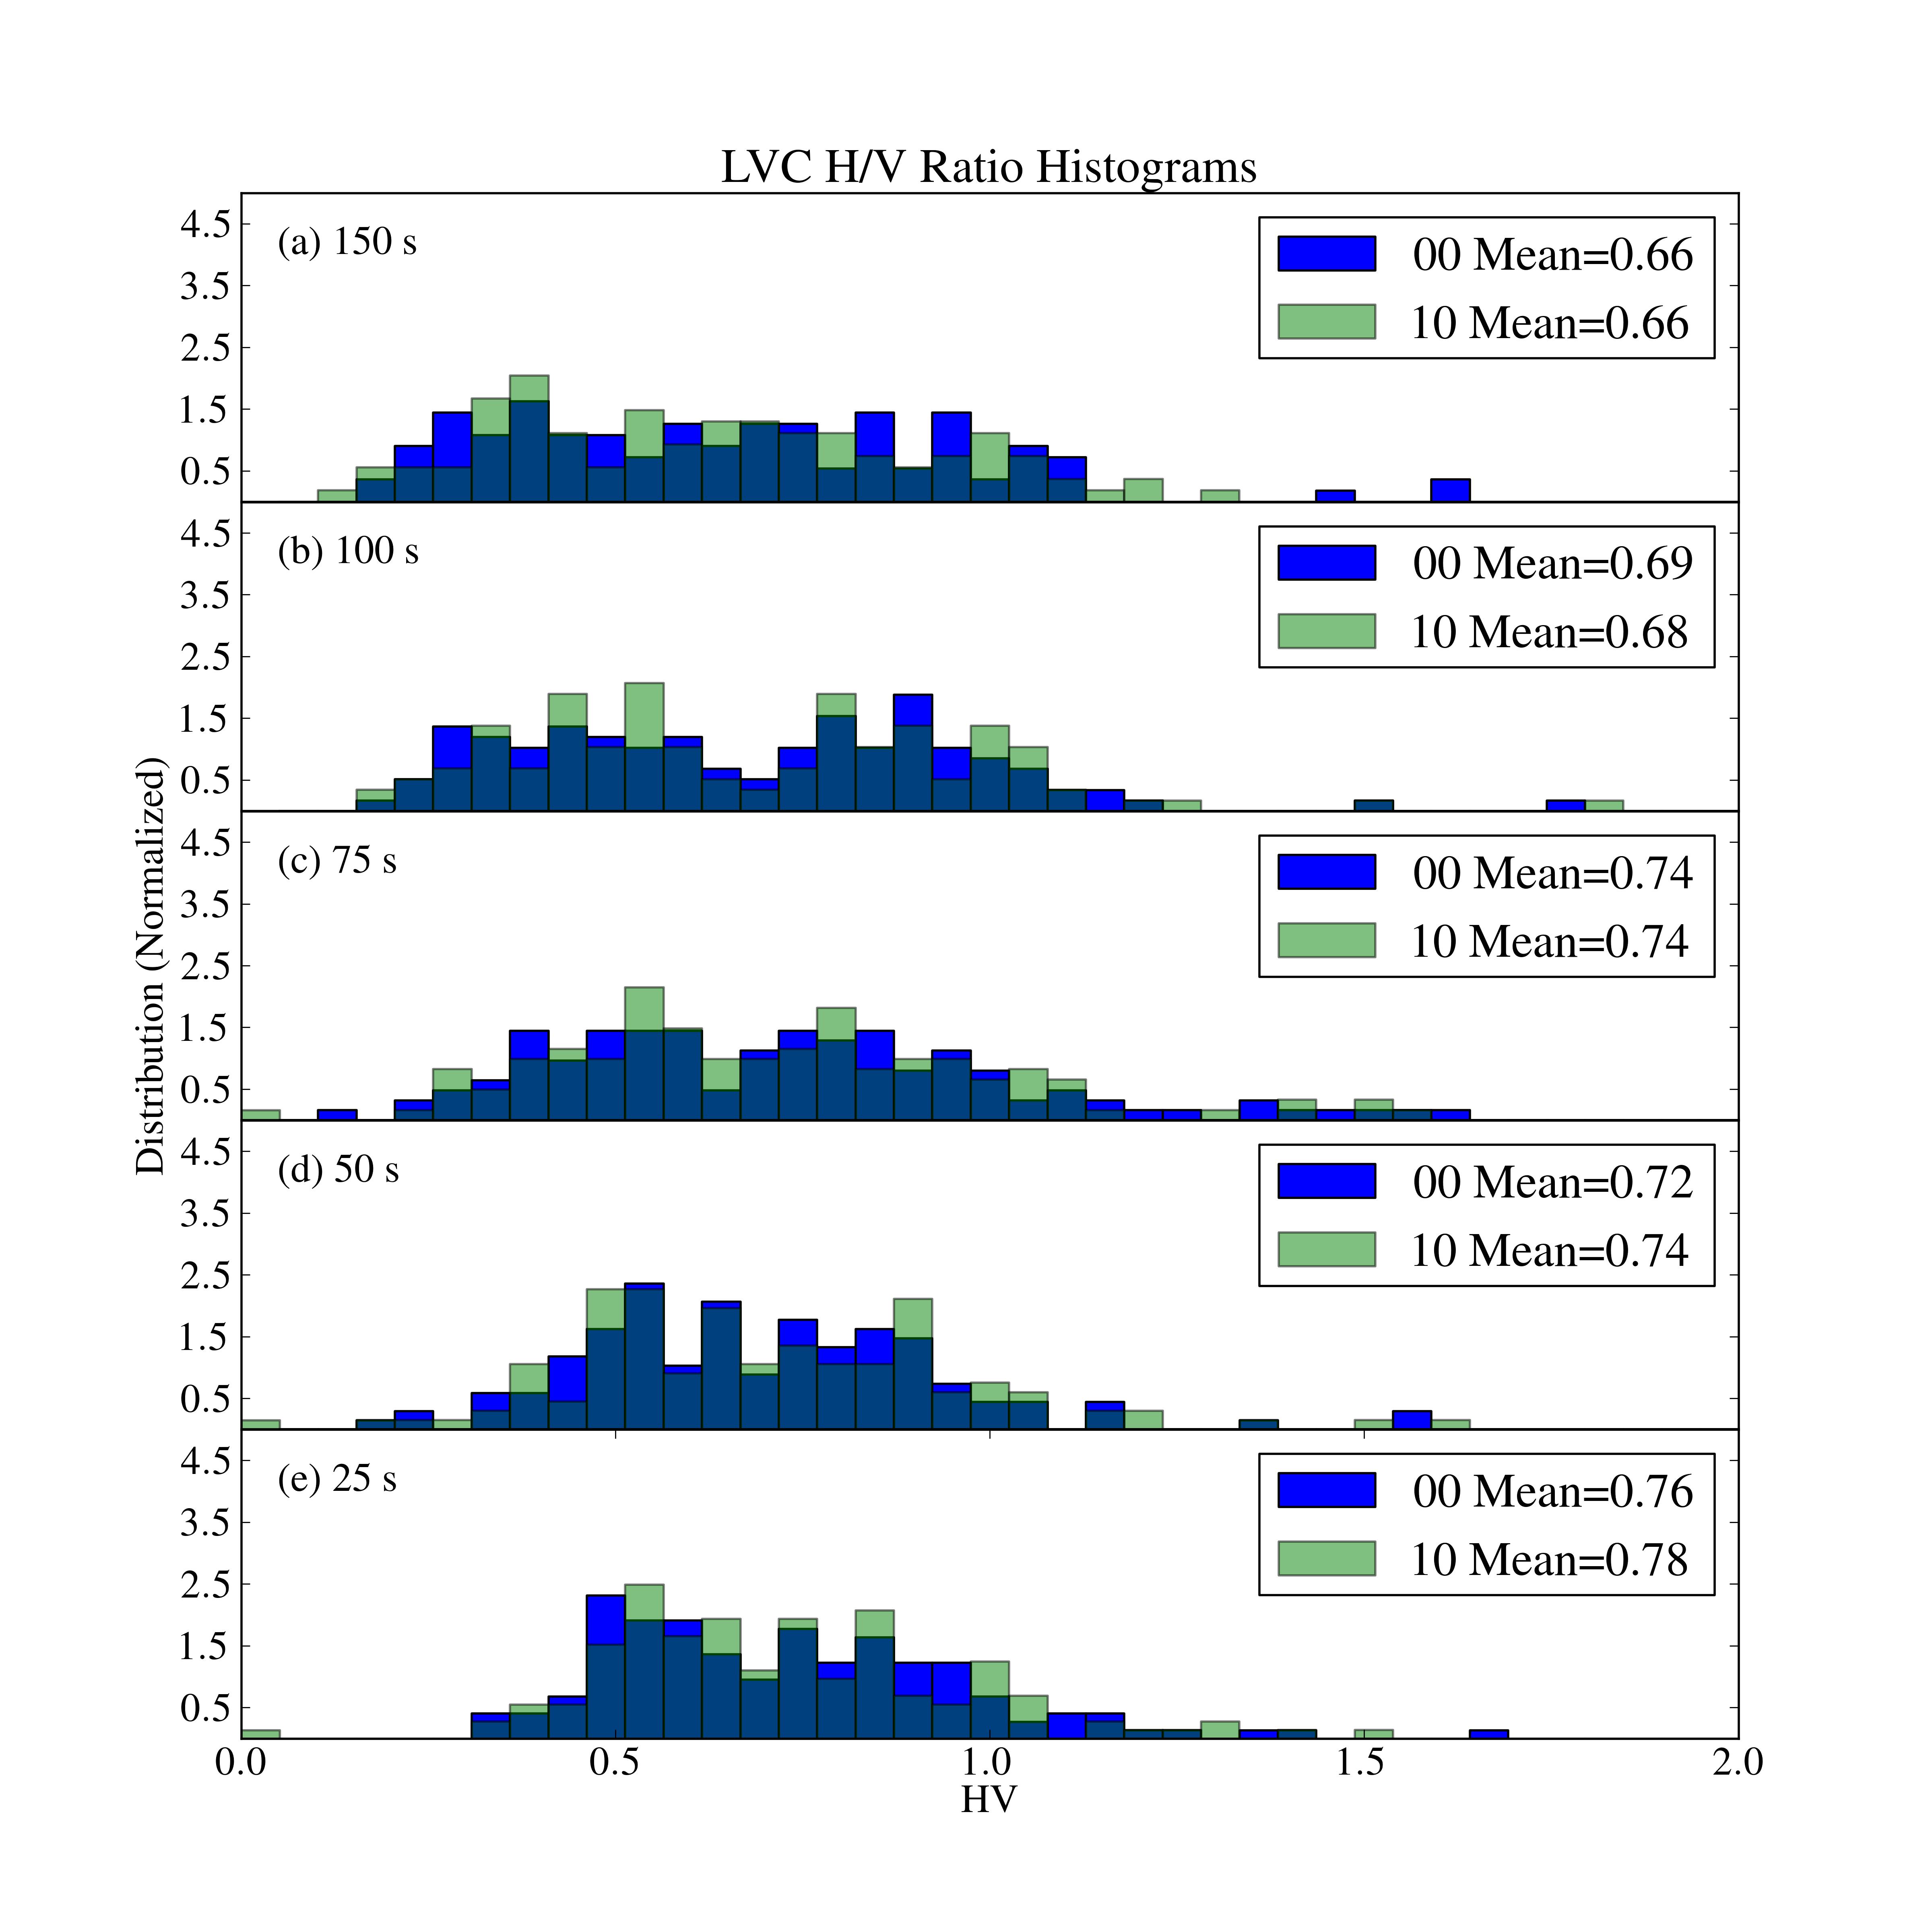 LVC H/V Ratio Histograms
Distribution (Normalized)
4.5
3.5
2.5
1.5
0.5
(a) 150 s
00 Mean=0.66
10 Mean=0.66
4.5
3.5
2.5
1.5
0.5
(b) 100 s
00 Mean=0.69
10 Mean=0.68
4.5
3.5
2.5
1.5
0.5
(c) 75 s
00 Mean=0.74
10 Mean=0.74
4.5
3.5
2.5
1.5
0.5
(d) 50 s
00 Mean=0.72
10 Mean=0.74
4.5
3.5
2.5
1.5
0.5
(e) 25 s
00 Mean=0.76
10 Mean=0.78
0.0 0.5 1.0 1.5 2.0
HV